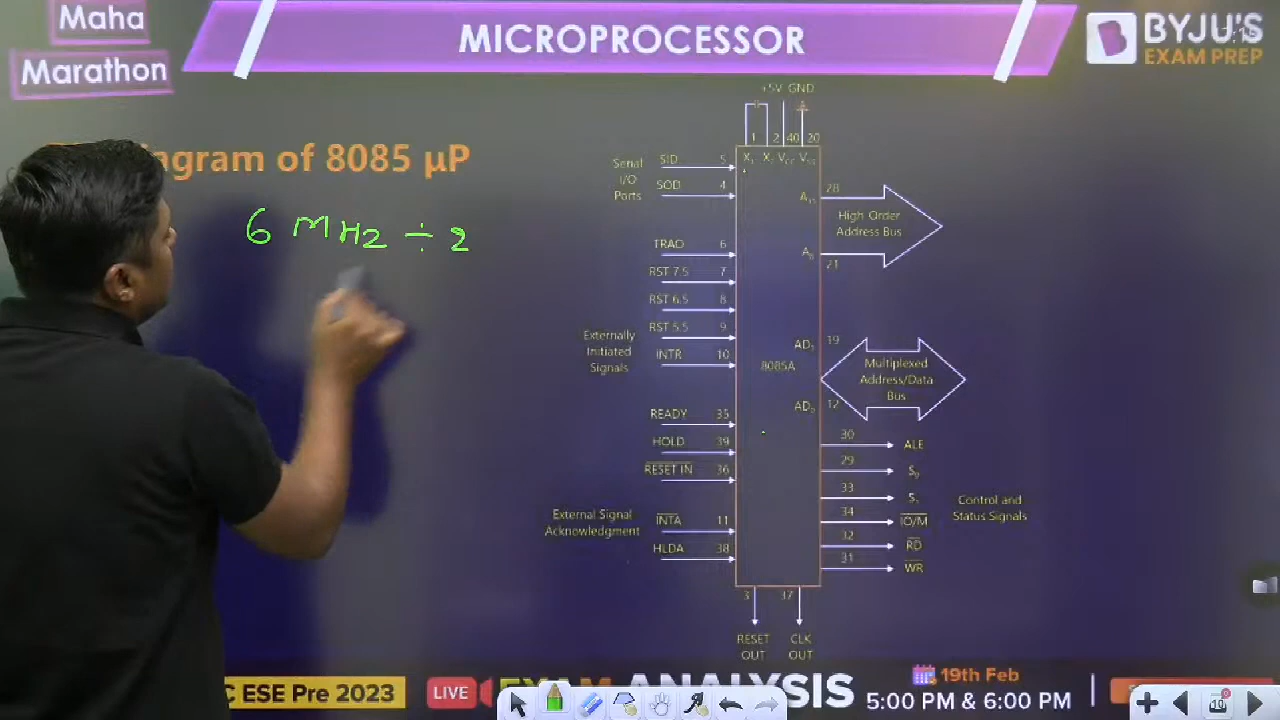 Maha
Marathon
MICROPROCESSOR
BYJU'S
EXAM PREP
agram of 8085 µP
6 MHz ÷ 2
+5V GND
1 2 40 20
X₁ X₂ Vcc Vss
Serial
I/O
Ports
SID 5
SOD 4
TRAO 6
RST 7.5 7
RST 6.5 8
RST 5.5 9
INTR 10
Externally
Initiated
Signals
READY 35
HOLD 39
RESET IN 36
External Signal
Acknowledgment
INTA 11
HLDA 38
8085A
A₁₅ 28
High Order
Address Bus
A₈ 21
AD₇ 19
Multiplexed
Address/Data
Bus
AD₀ 12
30 ALE
29 S₀
33 S₁
34 IO/M
32 RD
31 WR
Control and
Status Signals
3 37
RESET
OUT
CLK
OUT
C ESE Pre 2023
LIVE
EXAM ANALYSIS
19th Feb
5:00 PM & 6:00 PM